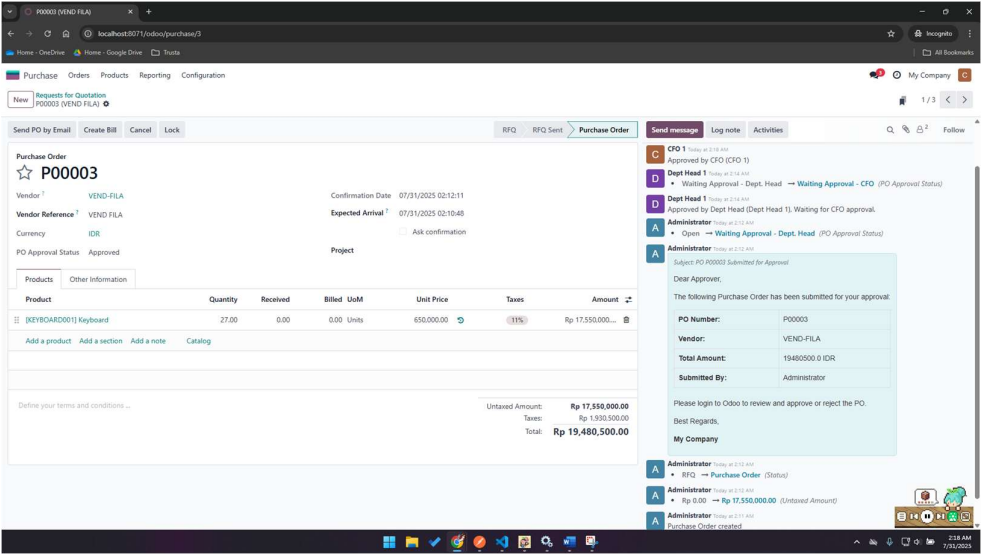 P00003 (VEND FILA)
localhost:8071/odoo/purchase/3
Incognito
Home - OneDrive
Home - Google Drive
Trusta
All Bookmarks
Purchase Orders Products Reporting Configuration
3
My Company
C
New
Requests for Quotation
P00003 (VEND FILA)
1 / 3
Send PO by Email
Create Bill
Cancel
Lock
RFQ
RFQ Sent
Purchase Order
Send message
Log note
Activities
2
Follow
Purchase Order
P00003
Vendor ?
VEND-FILA
Vendor Reference ?
VEND FILA
Currency
IDR
PO Approval Status
Approved
Confirmation Date
07/31/2025 02:12:11
Expected Arrival ?
07/31/2025 02:10:48
Ask confirmation
Project
Products
Other Information
Product Quantity Received Billed UoM Unit Price Taxes Amount
[KEYBOARD001] Keyboard 27.00 0.00 0.00 Units 650,000.00 11% Rp 17,550,000....
Add a product Add a section Add a note Catalog
Define your terms and conditions ...
Untaxed Amount: Rp 17,550,000.00
Taxes: Rp 1,930,500.00
Total: Rp 19,480,500.00
C
CFO 1 Today at 2:18 AM
Approved by CFO (CFO 1)
D
Dept Head 1 Today at 2:14 AM
Waiting Approval - Dept. Head → Waiting Approval - CFO (PO Approval Status)
D
Dept Head 1 Today at 2:14 AM
Approved by Dept Head (Dept Head 1). Waiting for CFO approval.
A
Administrator Today at 2:12 AM
Open → Waiting Approval - Dept. Head (PO Approval Status)
A
Administrator Today at 2:12 AM
Subject: PO P00003 Submitted for Approval
Dear Approver,
The following Purchase Order has been submitted for your approval:
PO Number: P00003
Vendor: VEND-FILA
Total Amount: 19480500.0 IDR
Submitted By: Administrator
Please login to Odoo to review and approve or reject the PO.
Best Regards,
My Company
A
Administrator Today at 2:12 AM
RFQ → Purchase Order (Status)
A
Administrator Today at 2:12 AM
Rp 0.00 → Rp 17,550,000.00 (Untaxed Amount)
A
Administrator Today at 2:11 AM
Purchase Order created
2:18 AM
7/31/2025